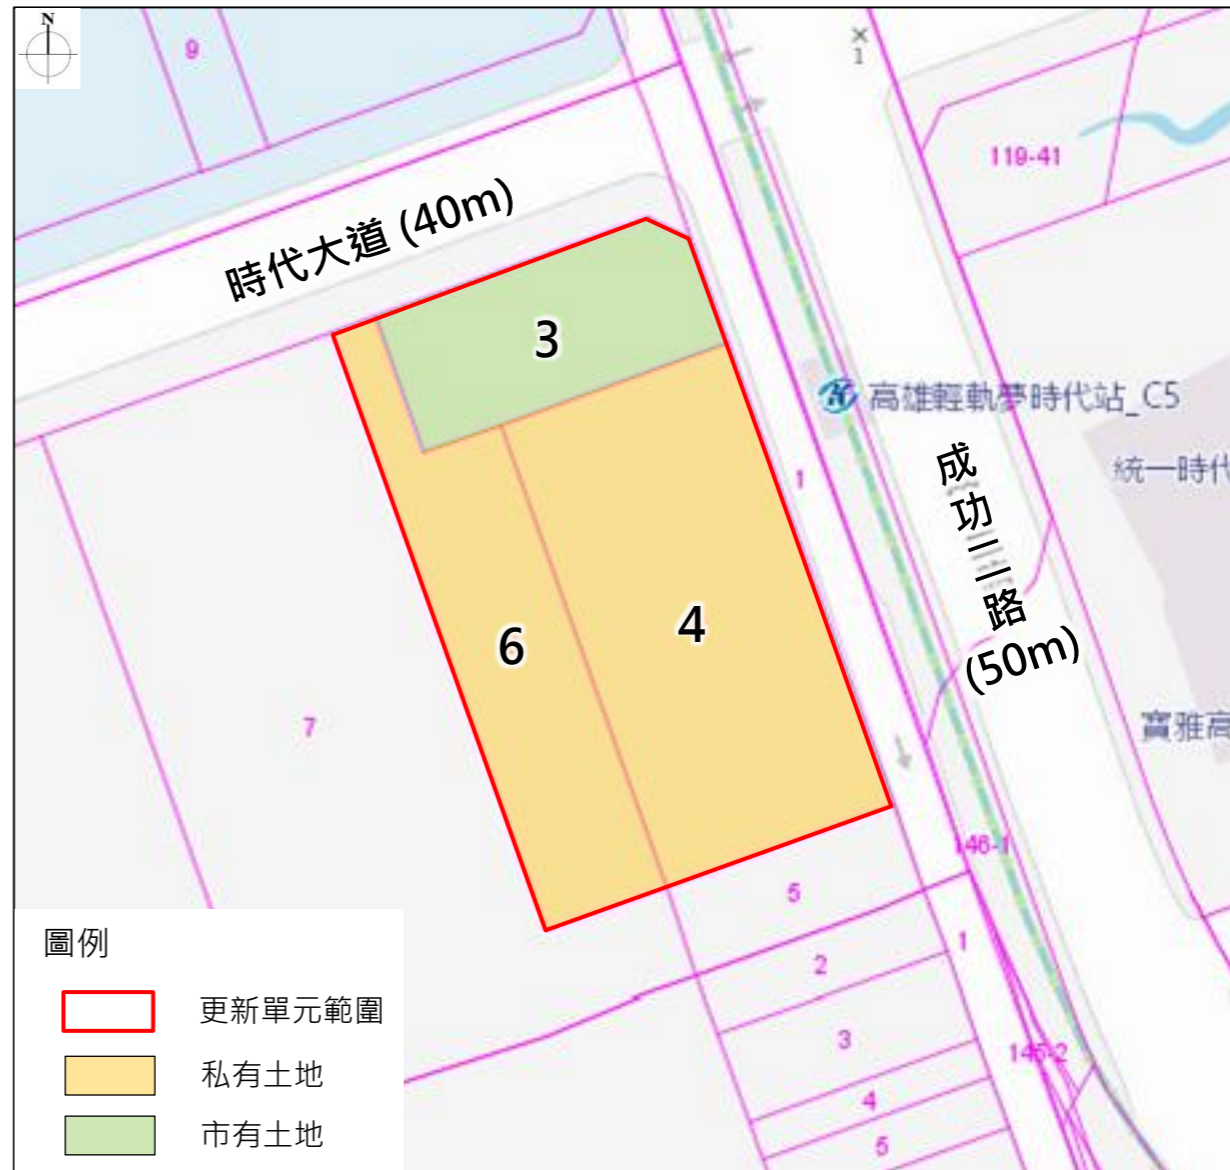 N
9
×
1
119-41
時代大道 (40m)
3
高雄輕軌夢時代站_C5
統一時代
1
成功二路
(50m)
4
6
7
寶雅高
146-1
5
1
2
3
145-2
4
5
圖例
更新單元範圍
私有土地
市有土地